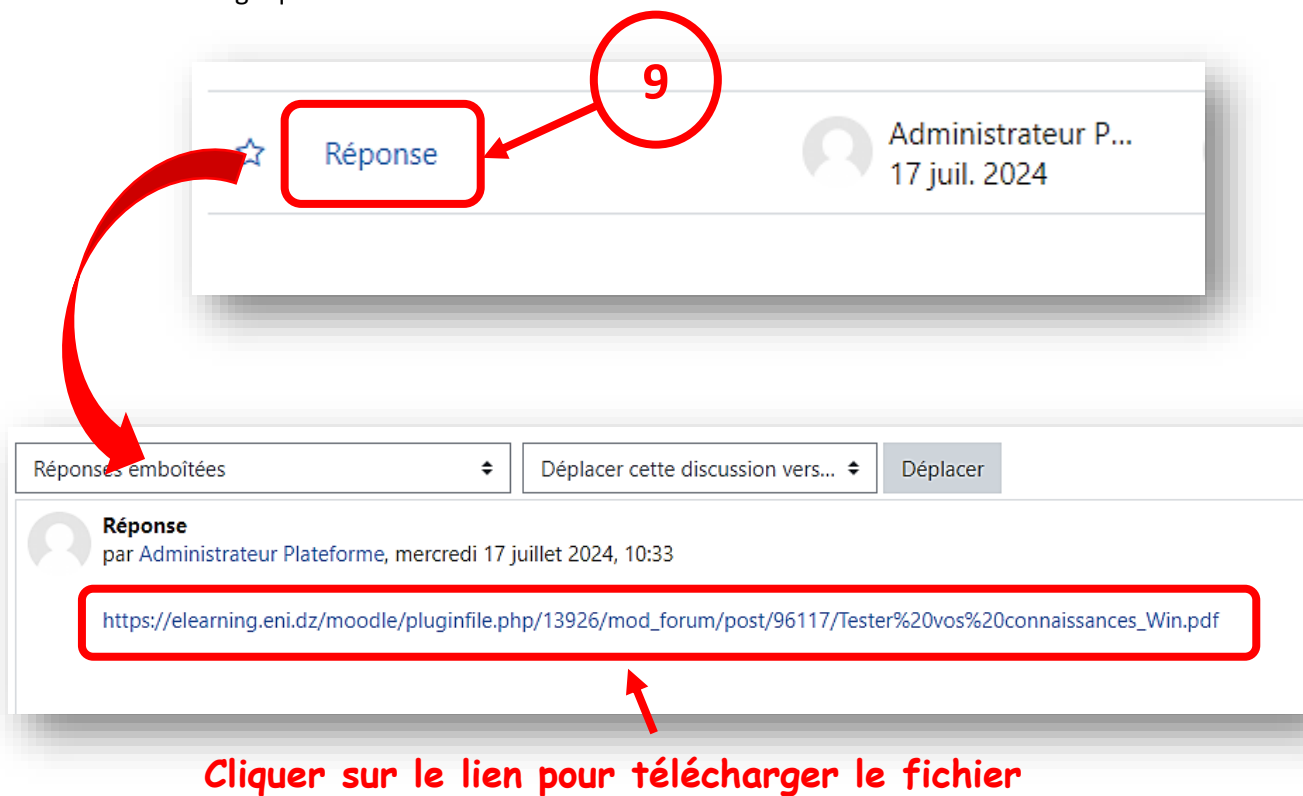 9
Réponse
Administrateur P...
17 juil. 2024
Réponses emboîtées
Déplacer cette discussion vers...
Déplacer
Réponse
par Administrateur Plateforme, mercredi 17 juillet 2024, 10:33
https://elearning.eni.dz/moodle/pluginfile.php/13926/mod_forum/post/96117/Tester%20vos%20connaissances_Win.pdf
Cliquer sur le lien pour télécharger le fichier